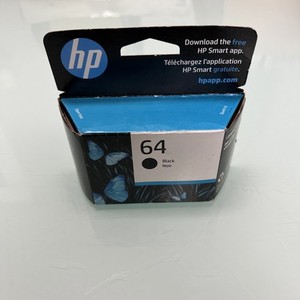 hp
Download the free
HP Smart app.
Téléchargez l'application
HP Smart gratuite.
hpapp.com
64
Black
Noir